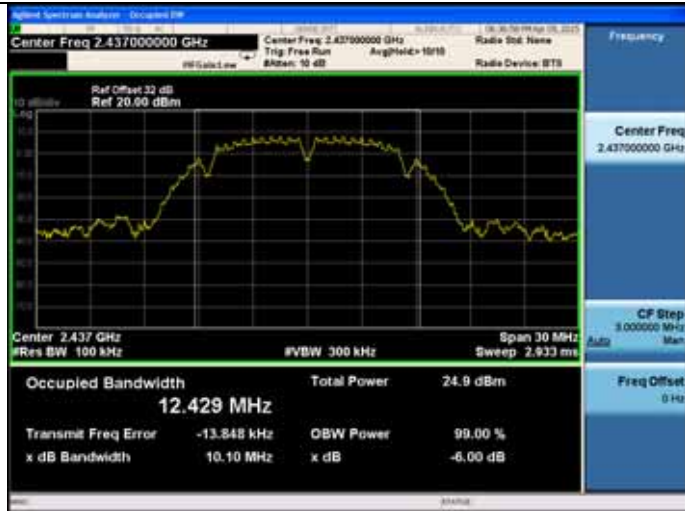 Agilent Spectrum Analyzer - Occupied BW
Center Freq 2.437000000 GHz
Center Freq: 2.437000000 GHz
Radio Std: None
Trig: Free Run
Avg|Hold:> 10/10
#IFGain:Low
#Atten: 10 dB
Radio Device: BTS
Ref Offset 32 dB
10 dB/div
Ref 20.00 dBm
Log
Center 2.437 GHz
Span 30 MHz
#Res BW 100 kHz
#VBW 300 kHz
Sweep 2.933 ms
Occupied Bandwidth
Total Power
24.9 dBm
12.429 MHz
Transmit Freq Error
-13.848 kHz
OBW Power
99.00 %
x dB Bandwidth
10.10 MHz
x dB
-6.00 dB
Frequency
Center Freq
2.437000000 GHz
CF Step
3.000000 MHz
Auto
Man
Freq Offset
0 Hz